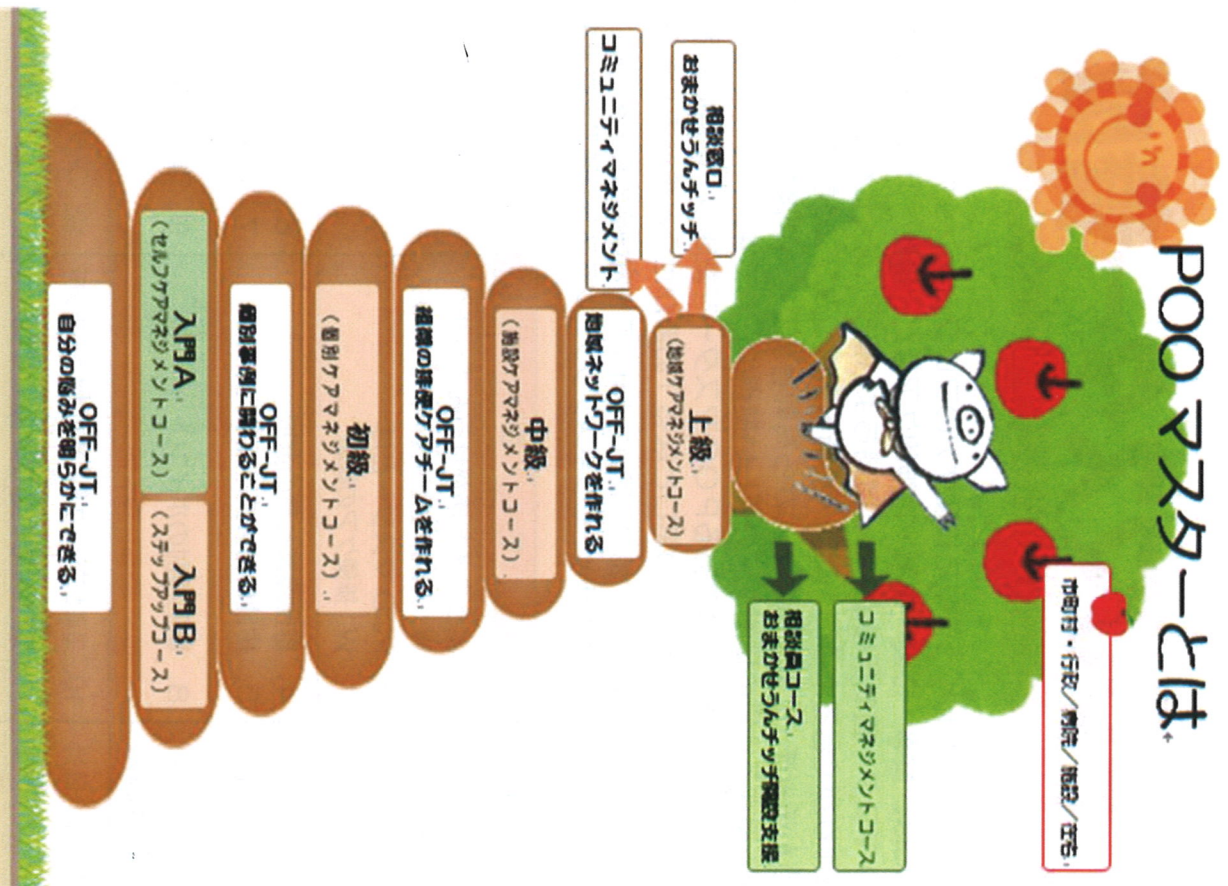 POO マスターとは
市町村・行政／病院／施設／在宅
コミュニティマネジメントコース
相談員コース
おまかせうんチッチ開設支援
相談窓口
おまかせうんチッチ
コミュニティマネジメント
上級
（地域ケアマネジメントコース）
OFF-JT
地域ネットワークを作れる
中級
（施設ケアマネジメントコース）
OFF-JT
組織の排便ケアチームを作れる
初級
（個別ケアマネジメントコース）
OFF-JT
個別事例に関わることができる
入門A
（セルフケアマネジメントコース）
入門B
（ステップアップコース）
OFF-JT
自分の悩みを明らかにできる